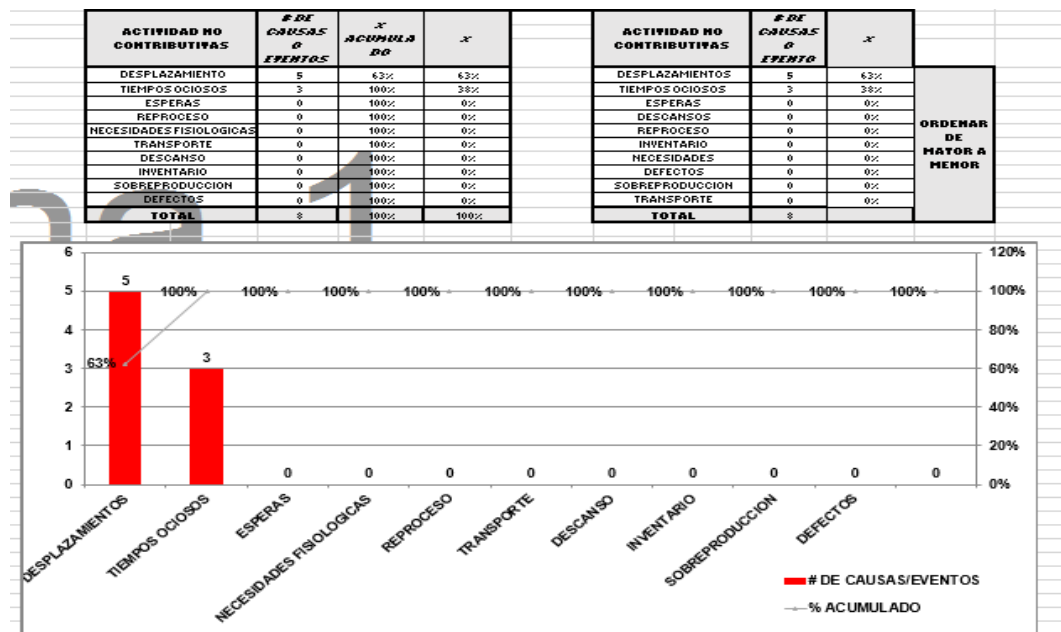 ACTIVIDAD NO CONTRIBUTIVAS # DE CAUSAS O EVENTOS % ACUMULADO %
DESPLAZAMIENTO 5 63% 63%
TIEMPOS OCIOSOS 3 100% 38%
ESPERAS 0 100% 0%
REPROCESO 0 100% 0%
NECESIDADES FISIOLOGICAS 0 100% 0%
TRANSPORTE 0 100% 0%
DESCANSO 0 100% 0%
INVENTARIO 0 100% 0%
SOBREPRODUCCION 0 100% 0%
DEFECTOS 0 100% 0%
TOTAL 8 100% 100%
ACTIVIDAD NO CONTRIBUTIVAS # DE CAUSAS O EVENTO %
DESPLAZAMIENTOS 5 63%
TIEMPOS OCIOSOS 3 38%
ESPERAS 0 0%
DESCANSOS 0 0%
REPROCESO 0 0%
INVENTARIO 0 0%
NECESIDADES 0 0%
DEFECTOS 0 0%
SOBREPRODUCCION 0 0%
TRANSPORTE 0 0%
TOTAL 8
ORDENAR
DE
MAYOR A
MENOR
6 120%
5 100%
4 80%
3 60%
2 40%
1 20%
0 0%
5 3 0 0 0 0 0 0 0 0 0
63% 100% 100% 100% 100% 100% 100% 100% 100% 100% 100%
DESPLAZAMIENTOS
TIEMPOS OCIOSOS
ESPERAS
NECESIDADES FISIOLOGICAS
REPROCESO
TRANSPORTE
DESCANSO
INVENTARIO
SOBREPRODUCCION
DEFECTOS
# DE CAUSAS/EVENTOS
% ACUMULADO